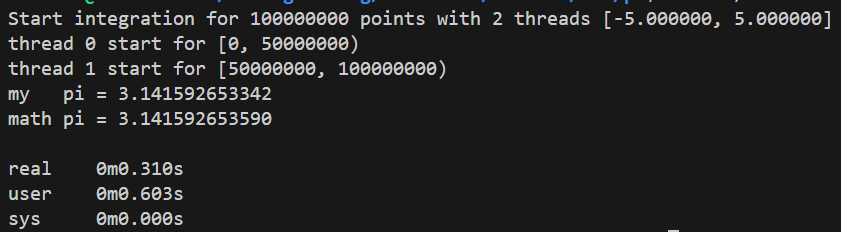 Start integration for 100000000 points with 2 threads [-5.000000, 5.000000]
thread 0 start for [0, 50000000)
thread 1 start for [50000000, 100000000)
my   pi = 3.141592653342
math pi = 3.141592653590
real    0m0.310s
user    0m0.603s
sys     0m0.000s